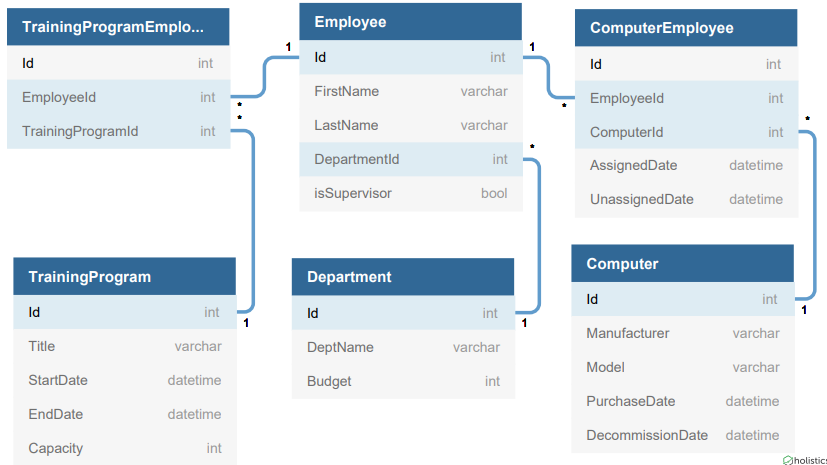 TrainingProgramEmplo...
Id int
EmployeeId int
TrainingProgramId int
Employee
Id int
FirstName varchar
LastName varchar
DepartmentId int
isSupervisor bool
ComputerEmployee
Id int
EmployeeId int
ComputerId int
AssignedDate datetime
UnassignedDate datetime
1
*
*
1
*
*
*
TrainingProgram
Id int
Title varchar
StartDate datetime
EndDate datetime
Capacity int
1
Department
Id int
DeptName varchar
Budget int
1
Computer
Id int
Manufacturer varchar
Model varchar
PurchaseDate datetime
DecommissionDate datetime
1
holistics